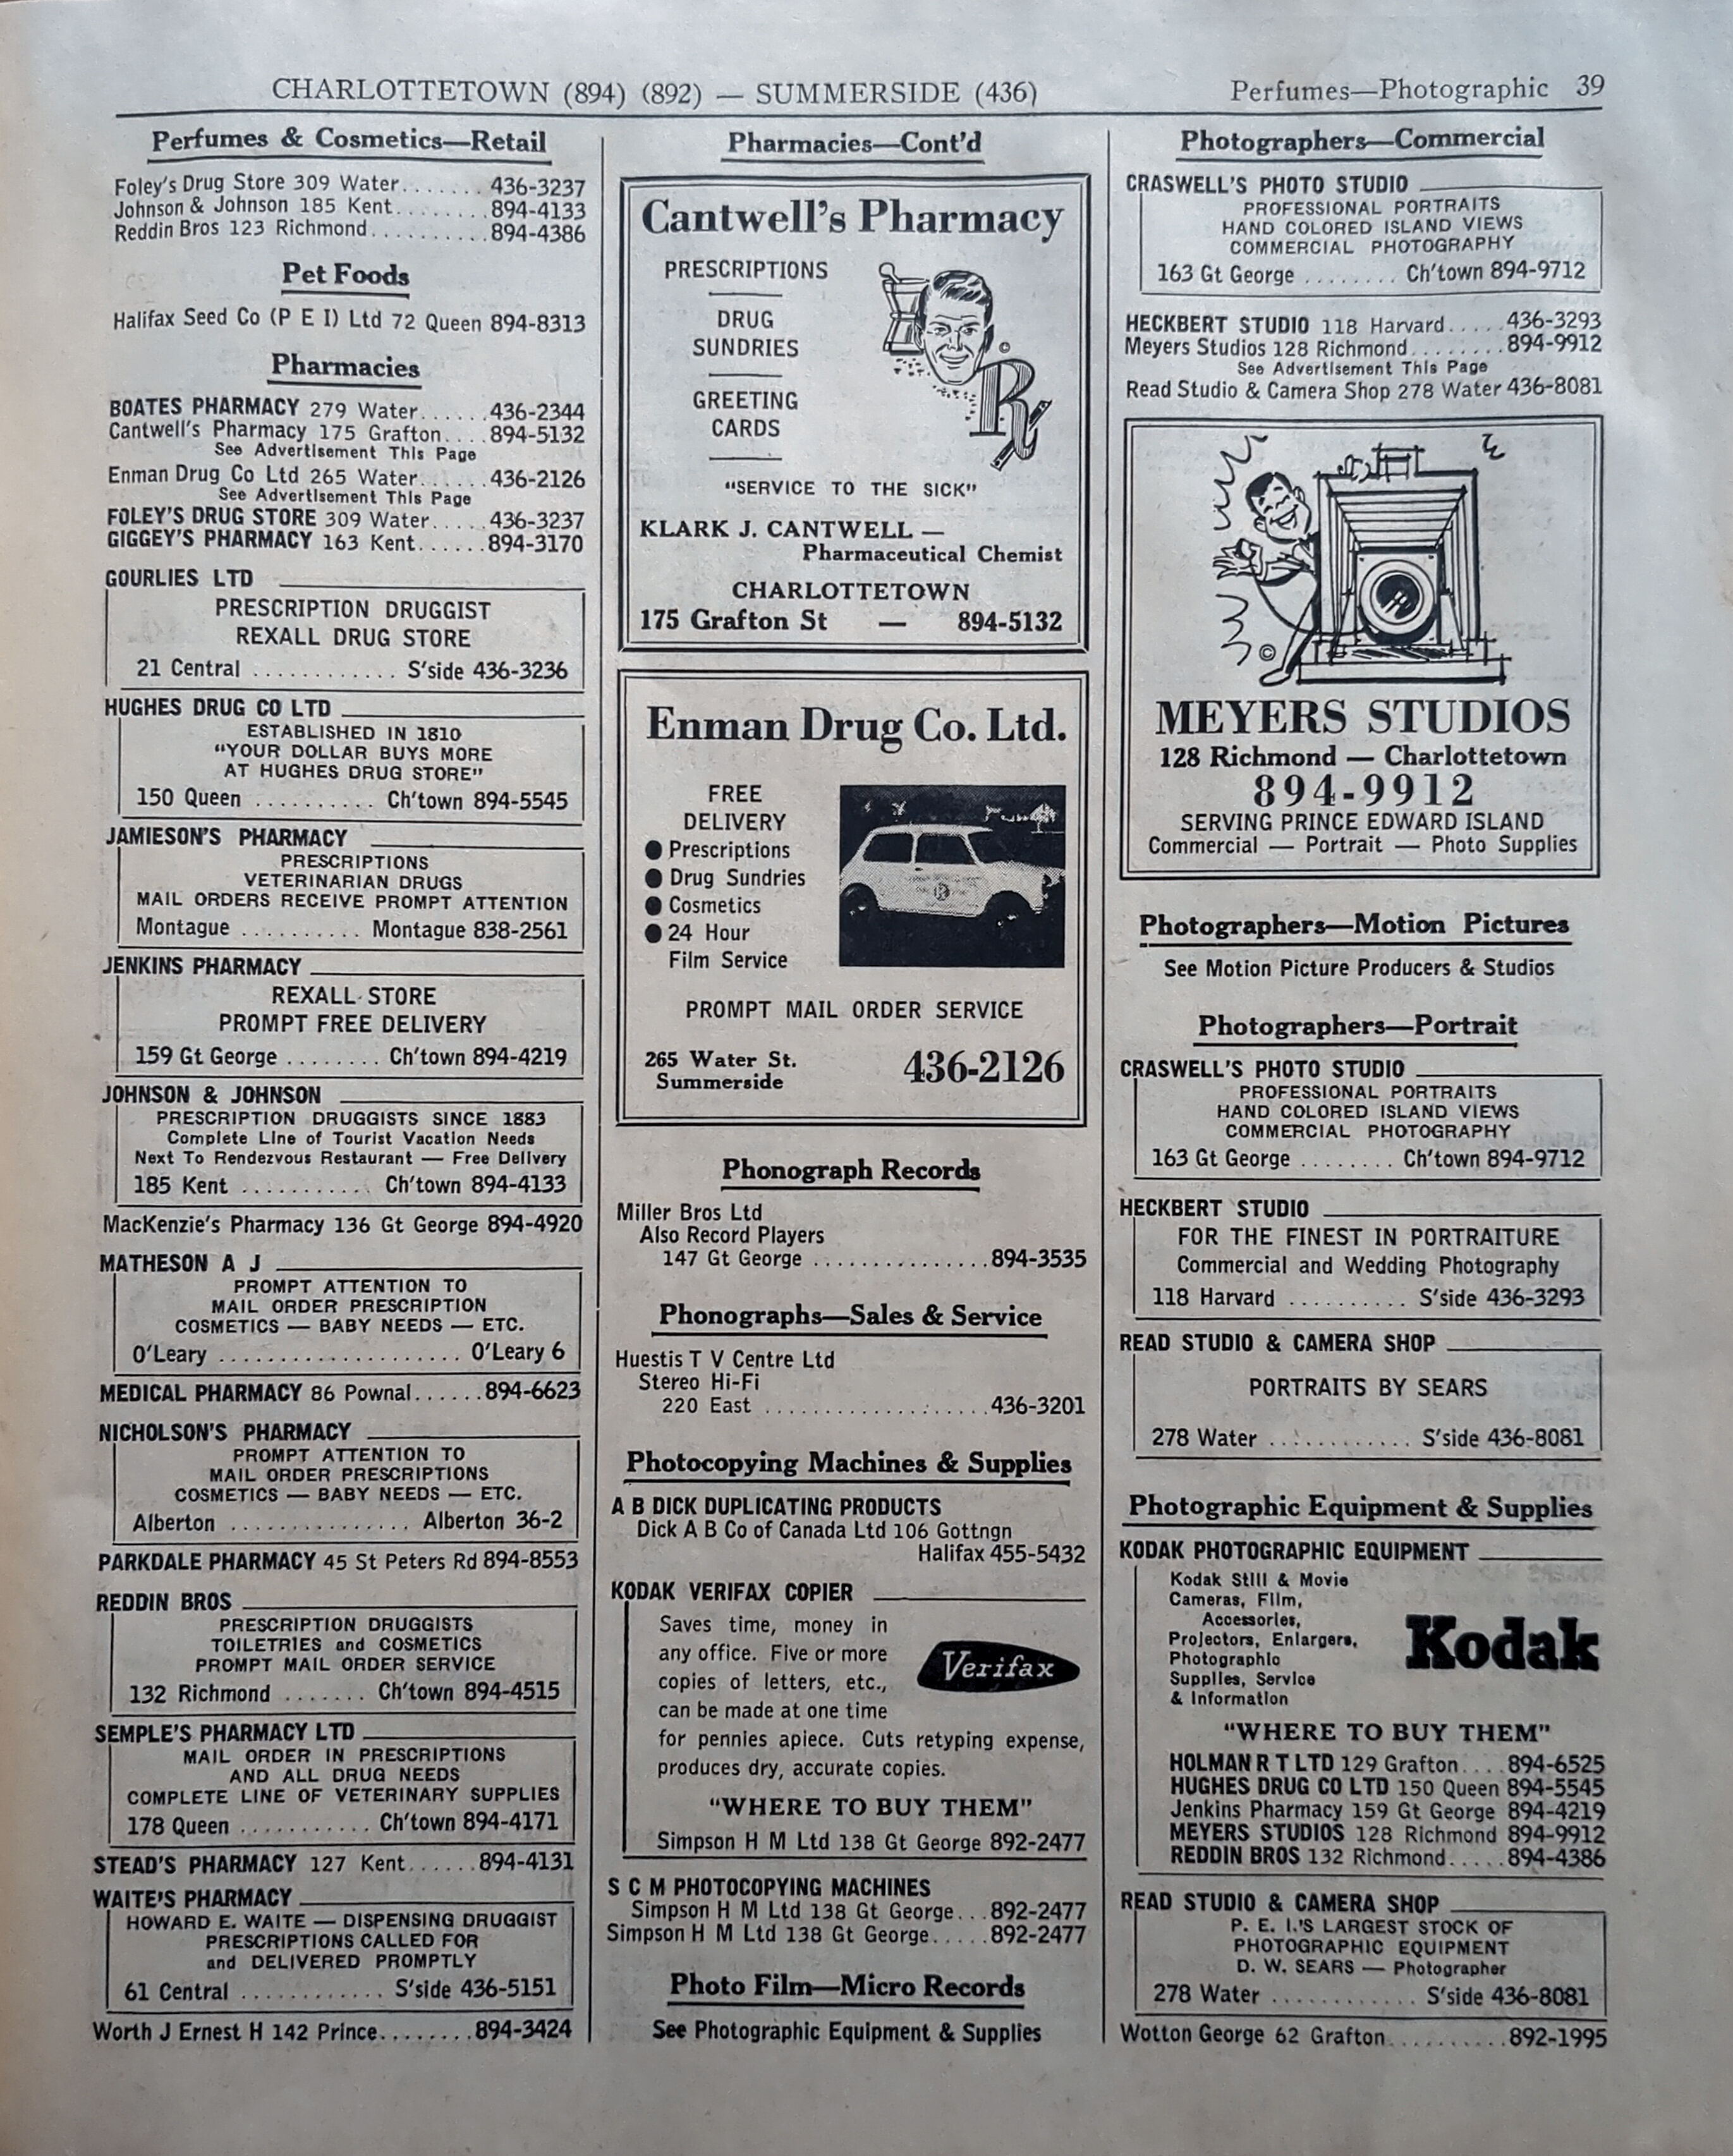 CHARLOTTETOWN (894) (892) — SUMMERSIDE (436)
Perfumes—Photographic 39
Perfumes & Cosmetics—Retail
Foley's Drug Store 309 Water....... 436-3237
Johnson & Johnson 185 Kent........ 894-4133
Reddin Bros 123 Richmond.......... 894-4386
Pet Foods
Halifax Seed Co (P E I) Ltd 72 Queen 894-8313
Pharmacies
BOATES PHARMACY 279 Water...... 436-2344
Cantwell's Pharmacy 175 Grafton.... 894-5132
See Advertisement This Page
Enman Drug Co Ltd 265 Water...... 436-2126
See Advertisement This Page
FOLEY'S DRUG STORE 309 Water..... 436-3237
GIGGEY'S PHARMACY 163 Kent...... 894-3170
GOURLIES LTD
PRESCRIPTION DRUGGIST
REXALL DRUG STORE
21 Central ............ S'side 436-3236
HUGHES DRUG CO LTD
ESTABLISHED IN 1810
"YOUR DOLLAR BUYS MORE
AT HUGHES DRUG STORE"
150 Queen .......... Ch'town 894-5545
JAMIESON'S PHARMACY
PRESCRIPTIONS
VETERINARIAN DRUGS
MAIL ORDERS RECEIVE PROMPT ATTENTION
Montague .......... Montague 838-2561
JENKINS PHARMACY
REXALL STORE
PROMPT FREE DELIVERY
159 Gt George ........ Ch'town 894-4219
JOHNSON & JOHNSON
PRESCRIPTION DRUGGISTS SINCE 1883
Complete Line of Tourist Vacation Needs
Next To Rendezvous Restaurant — Free Delivery
185 Kent ........... Ch'town 894-4133
MacKenzie's Pharmacy 136 Gt George 894-4920
MATHESON A J
PROMPT ATTENTION TO
MAIL ORDER PRESCRIPTION
COSMETICS — BABY NEEDS — ETC.
O'Leary .................... O'Leary 6
MEDICAL PHARMACY 86 Pownal...... 894-6623
NICHOLSON'S PHARMACY
PROMPT ATTENTION TO
MAIL ORDER PRESCRIPTIONS
COSMETICS — BABY NEEDS — ETC.
Alberton ............... Alberton 36-2
PARKDALE PHARMACY 45 St Peters Rd 894-8553
REDDIN BROS
PRESCRIPTION DRUGGISTS
TOILETRIES and COSMETICS
PROMPT MAIL ORDER SERVICE
132 Richmond ....... Ch'town 894-4515
SEMPLE'S PHARMACY LTD
MAIL ORDER IN PRESCRIPTIONS
AND ALL DRUG NEEDS
COMPLETE LINE OF VETERINARY SUPPLIES
178 Queen ........... Ch'town 894-4171
STEAD'S PHARMACY 127 Kent...... 894-4131
WAITE'S PHARMACY
HOWARD E. WAITE — DISPENSING DRUGGIST
PRESCRIPTIONS CALLED FOR
and DELIVERED PROMPTLY
61 Central ............ S'side 436-5151
Worth J Ernest H 142 Prince........ 894-3424
Pharmacies—Cont'd
Cantwell's Pharmacy
PRESCRIPTIONS
DRUG
SUNDRIES
GREETING
CARDS
©
Rx
"SERVICE TO THE SICK"
KLARK J. CANTWELL —
Pharmaceutical Chemist
CHARLOTTETOWN
175 Grafton St — 894-5132
Enman Drug Co. Ltd.
FREE
DELIVERY
● Prescriptions
● Drug Sundries
● Cosmetics
● 24 Hour
Film Service
PROMPT MAIL ORDER SERVICE
265 Water St.
Summerside
436-2126
Phonograph Records
Miller Bros Ltd
Also Record Players
147 Gt George ............... 894-3535
Phonographs—Sales & Service
Huestis T V Centre Ltd
Stereo Hi-Fi
220 East ................... 436-3201
Photocopying Machines & Supplies
A B DICK DUPLICATING PRODUCTS
Dick A B Co of Canada Ltd 106 Gottngn
Halifax 455-5432
KODAK VERIFAX COPIER
Saves time, money in
any office. Five or more
copies of letters, etc.,
can be made at one time
for pennies apiece. Cuts retyping expense,
produces dry, accurate copies.
Verifax
"WHERE TO BUY THEM"
Simpson H M Ltd 138 Gt George 892-2477
S C M PHOTOCOPYING MACHINES
Simpson H M Ltd 138 Gt George... 892-2477
Simpson H M Ltd 138 Gt George..... 892-2477
Photo Film—Micro Records
See Photographic Equipment & Supplies
Photographers—Commercial
CRASWELL'S PHOTO STUDIO
PROFESSIONAL PORTRAITS
HAND COLORED ISLAND VIEWS
COMMERCIAL PHOTOGRAPHY
163 Gt George ........ Ch'town 894-9712
HECKBERT STUDIO 118 Harvard..... 436-3293
Meyers Studios 128 Richmond........ 894-9912
See Advertisement This Page
Read Studio & Camera Shop 278 Water 436-8081
©
MEYERS STUDIOS
128 Richmond — Charlottetown
894-9912
SERVING PRINCE EDWARD ISLAND
Commercial — Portrait — Photo Supplies
Photographers—Motion Pictures
See Motion Picture Producers & Studios
Photographers—Portrait
CRASWELL'S PHOTO STUDIO
PROFESSIONAL PORTRAITS
HAND COLORED ISLAND VIEWS
COMMERCIAL PHOTOGRAPHY
163 Gt George ........ Ch'town 894-9712
HECKBERT STUDIO
FOR THE FINEST IN PORTRAITURE
Commercial and Wedding Photography
118 Harvard .......... S'side 436-3293
READ STUDIO & CAMERA SHOP
PORTRAITS BY SEARS
278 Water ............ S'side 436-8081
Photographic Equipment & Supplies
KODAK PHOTOGRAPHIC EQUIPMENT
Kodak Still & Movie
Cameras, Film,
Accessories,
Projectors, Enlargers,
Photographic
Supplies, Service
& Information
Kodak
"WHERE TO BUY THEM"
HOLMAN R T LTD 129 Grafton.... 894-6525
HUGHES DRUG CO LTD 150 Queen 894-5545
Jenkins Pharmacy 159 Gt George 894-4219
MEYERS STUDIOS 128 Richmond 894-9912
REDDIN BROS 132 Richmond..... 894-4386
READ STUDIO & CAMERA SHOP
P. E. I.'S LARGEST STOCK OF
PHOTOGRAPHIC EQUIPMENT
D. W. SEARS — Photographer
278 Water ............ S'side 436-8081
Wotton George 62 Grafton.......... 892-1995